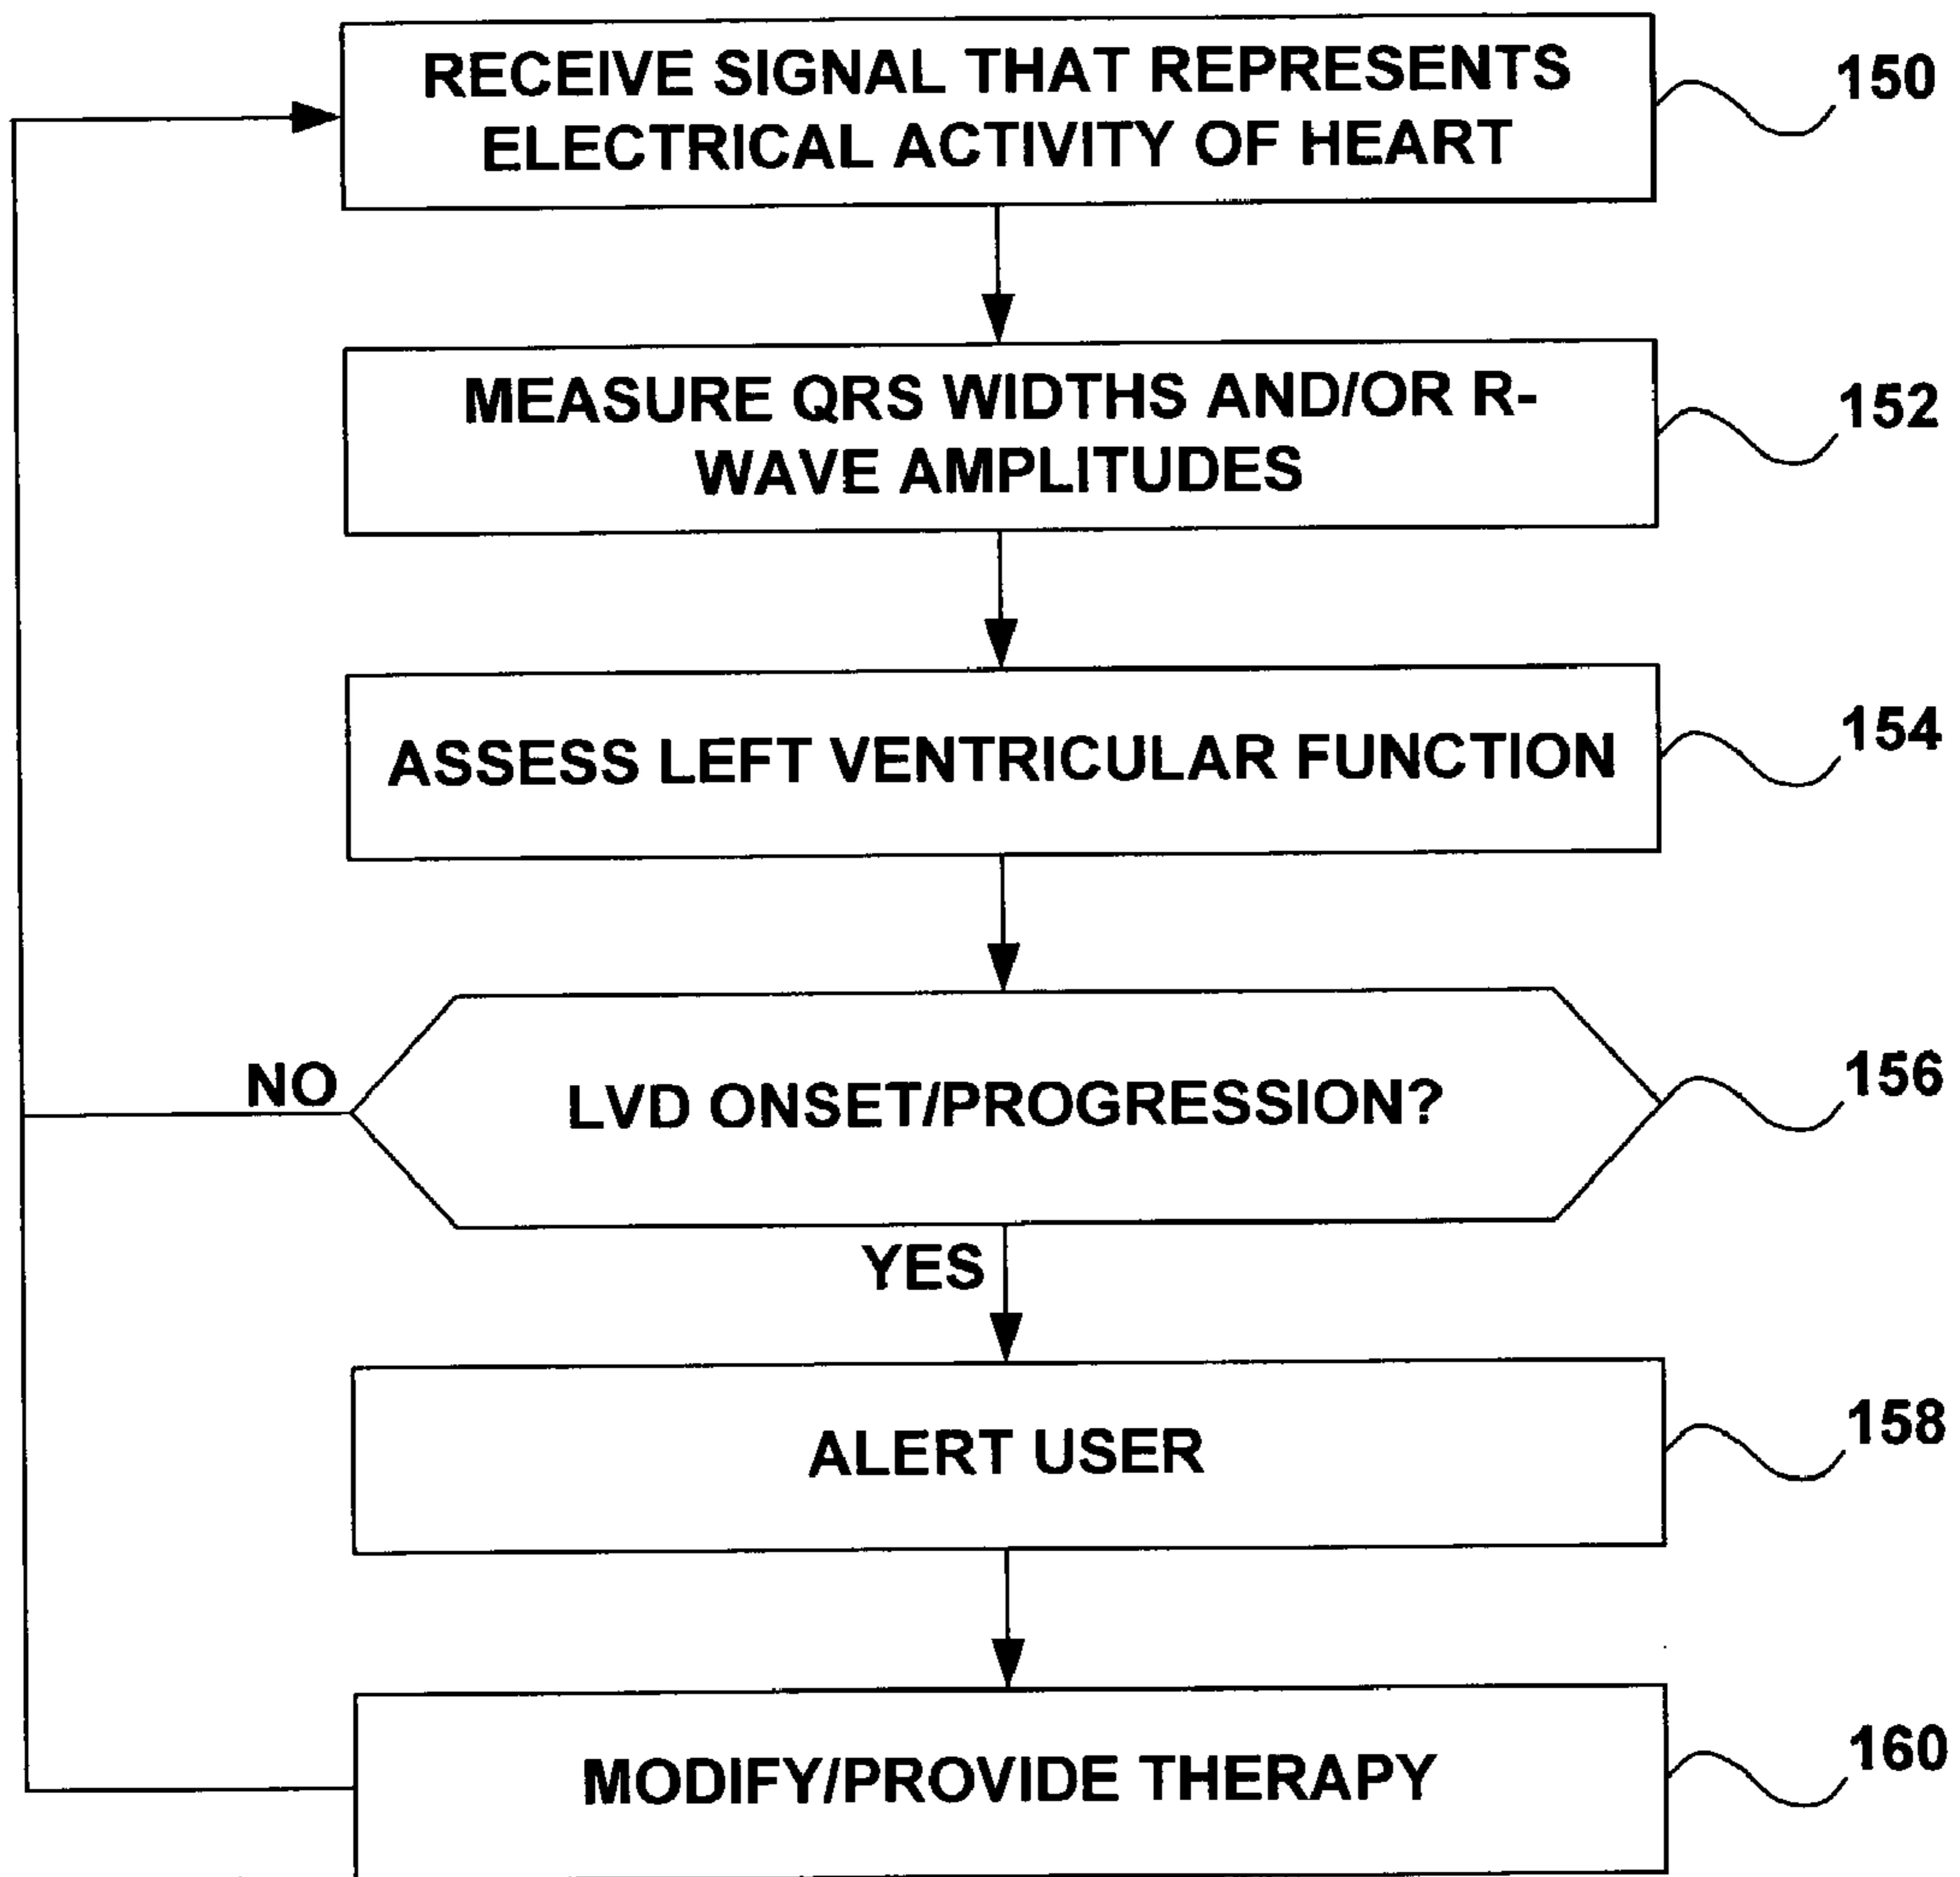 RECEIVE SIGNAL THAT REPRESENTS
ELECTRICAL ACTIVITY OF HEART
150
MEASURE QRS WIDTHS AND/OR R-
WAVE AMPLITUDES
152
ASSESS LEFT VENTRICULAR FUNCTION
154
NO
LVD ONSET/PROGRESSION?
156
YES
ALERT USER
158
MODIFY/PROVIDE THERAPY
160